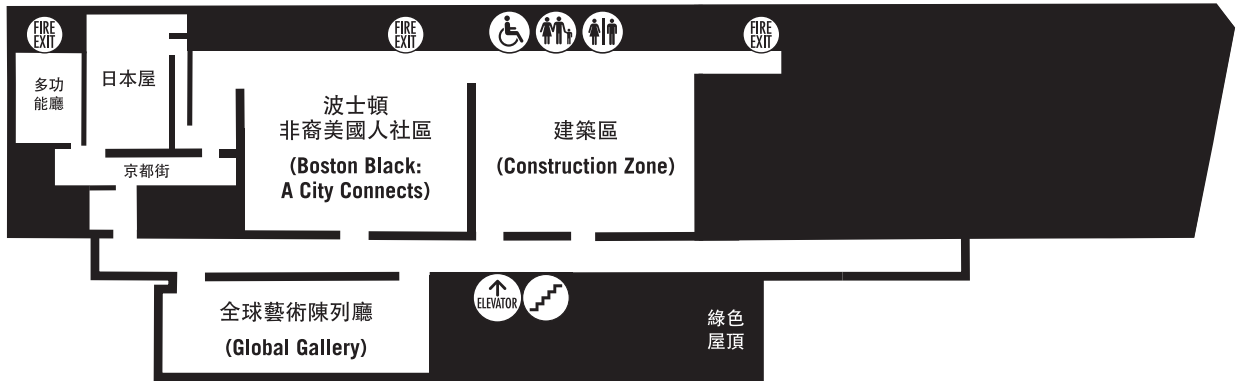 FIRE
EXIT
FIRE
EXIT
FIRE
EXIT
多功
能廳
日本屋
波士頓
非裔美國人社區
(Boston Black:
A City Connects)
建築區
(Construction Zone)
京都街
ELEVATOR
全球藝術陳列廳
(Global Gallery)
綠色
屋頂